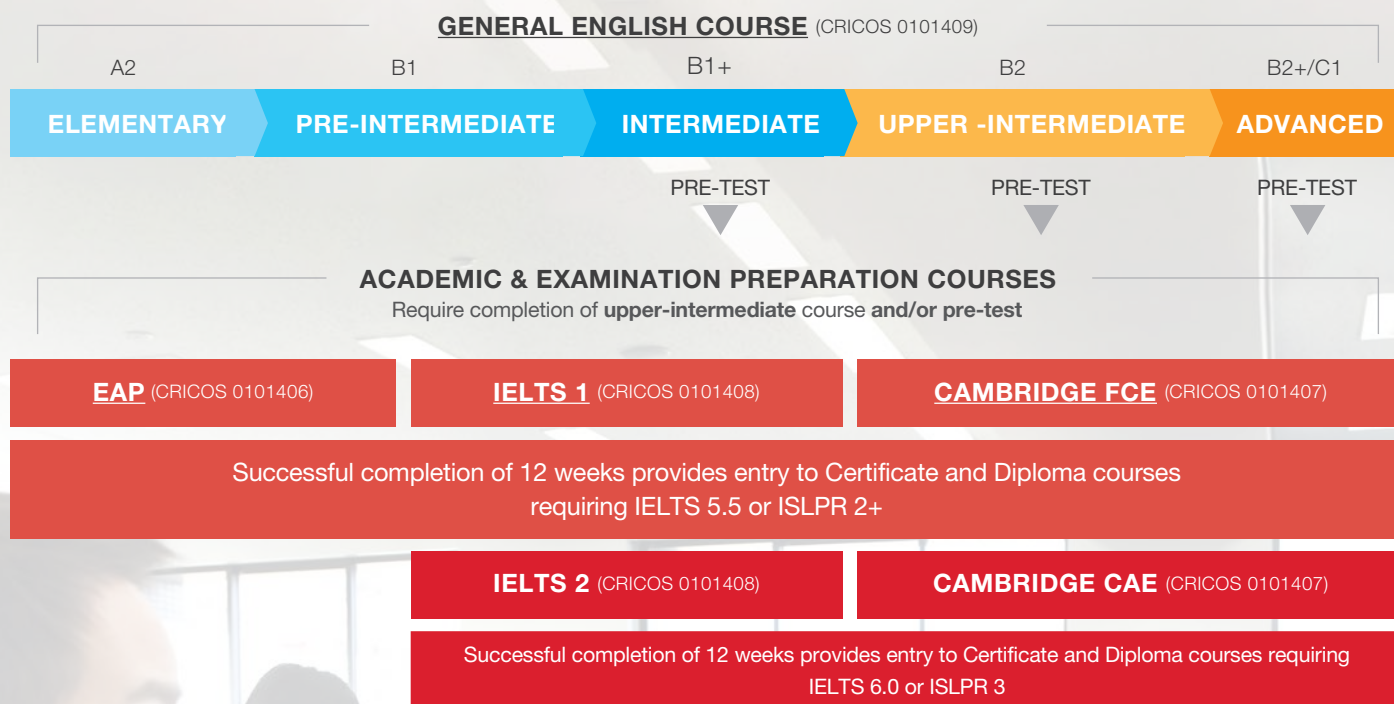 GENERAL ENGLISH COURSE (CRICOS 0101409)
A2 B1 B1+ B2 B2+/C1
ELEMENTARY PRE-INTERMEDIATE INTERMEDIATE UPPER -INTERMEDIATE ADVANCED
PRE-TEST PRE-TEST PRE-TEST
ACADEMIC & EXAMINATION PREPARATION COURSES
Require completion of upper-intermediate course and/or pre-test
EAP (CRICOS 0101406) IELTS 1 (CRICOS 0101408) CAMBRIDGE FCE (CRICOS 0101407)
Successful completion of 12 weeks provides entry to Certificate and Diploma courses
requiring IELTS 5.5 or ISLPR 2+
IELTS 2 (CRICOS 0101408) CAMBRIDGE CAE (CRICOS 0101407)
Successful completion of 12 weeks provides entry to Certificate and Diploma courses requiring
IELTS 6.0 or ISLPR 3